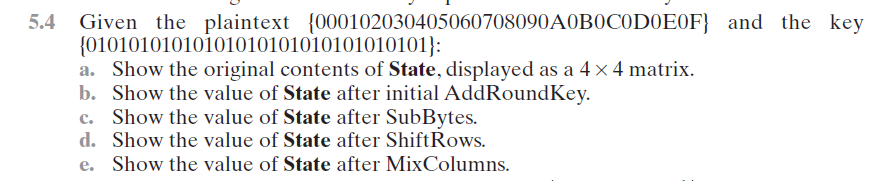 5.4 Given the plaintext {000102030405060708090A0B0C0D0E0F} and the key
{01010101010101010101010101010101}:
a. Show the original contents of State, displayed as a 4 × 4 matrix.
b. Show the value of State after initial AddRoundKey.
c. Show the value of State after SubBytes.
d. Show the value of State after ShiftRows.
e. Show the value of State after MixColumns.